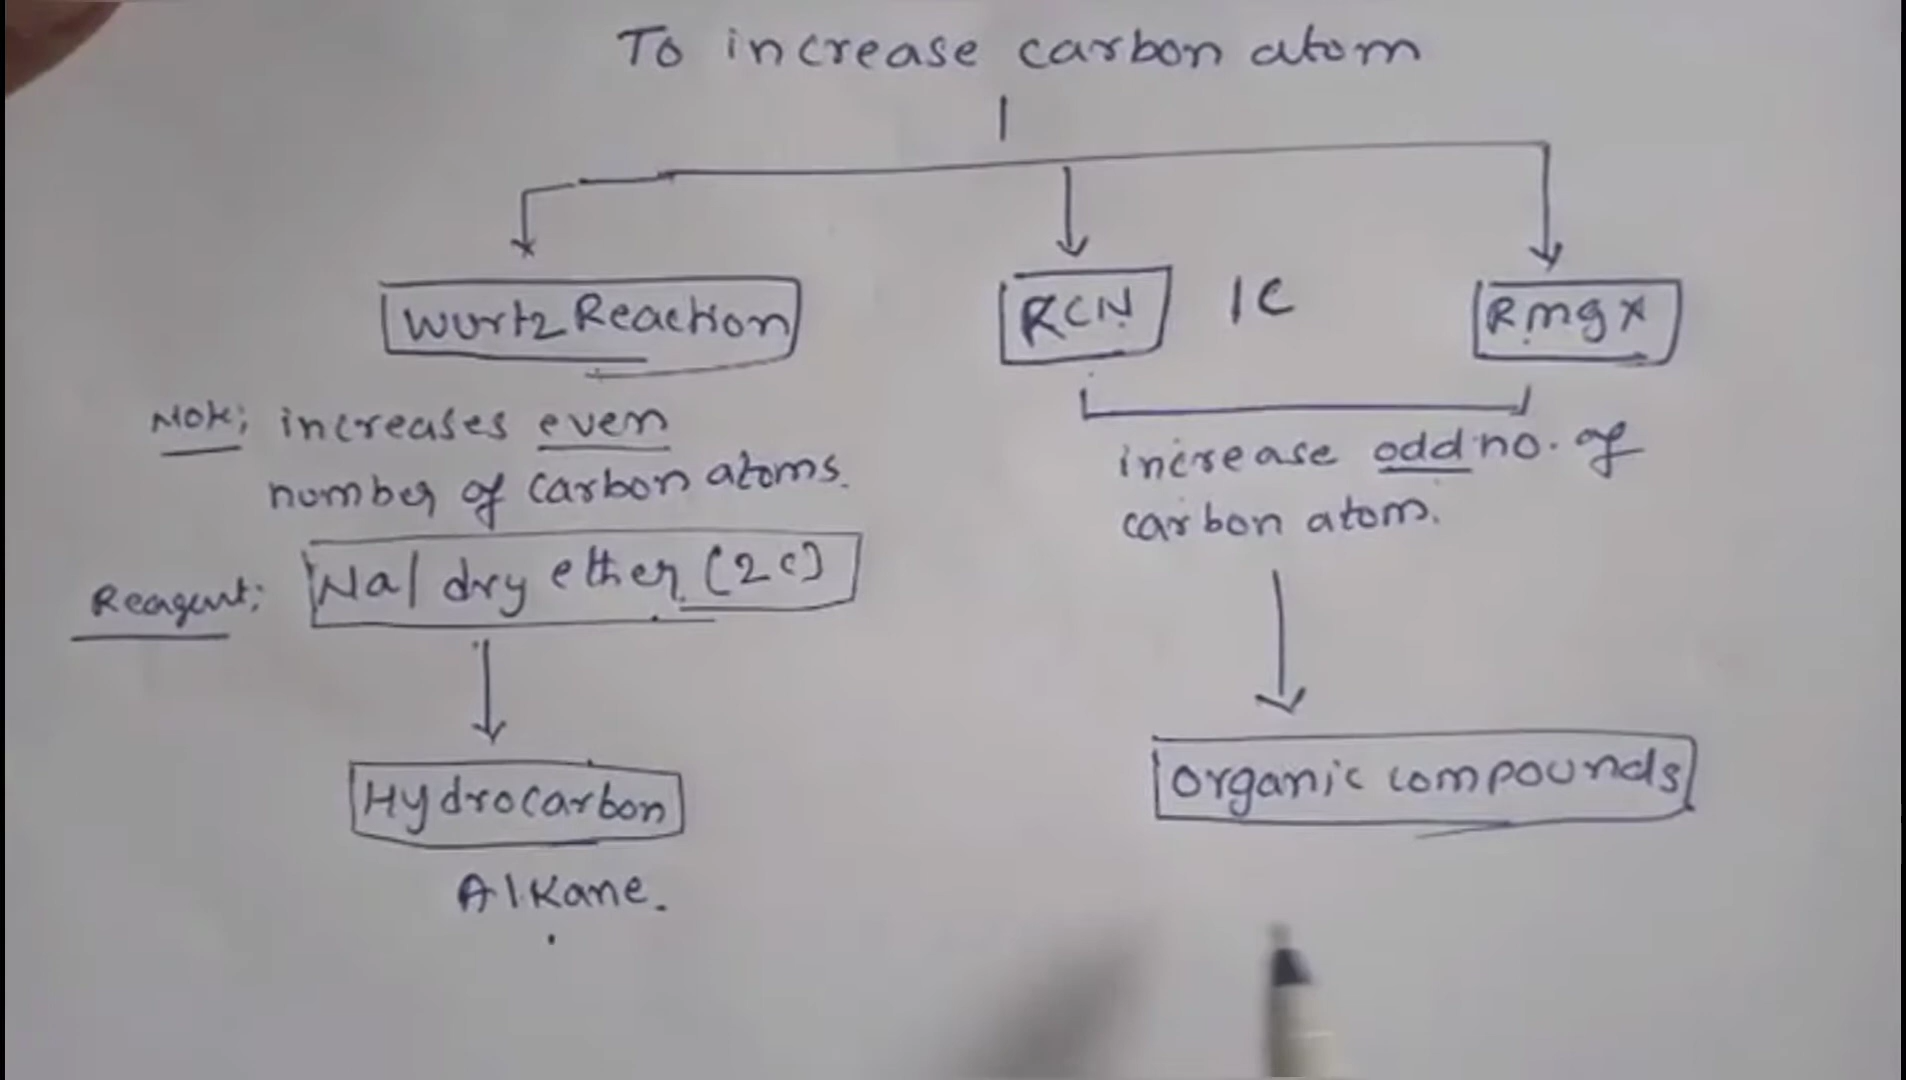 To increase carbon atom
Wurtz Reaction
RCN
1C
RmgX
Note; increases even
number of carbon atoms.
increase odd no. of
carbon atom.
Reagent; Na/ dry ether (2c)
Hydrocarbon
Alkane.
organic compounds